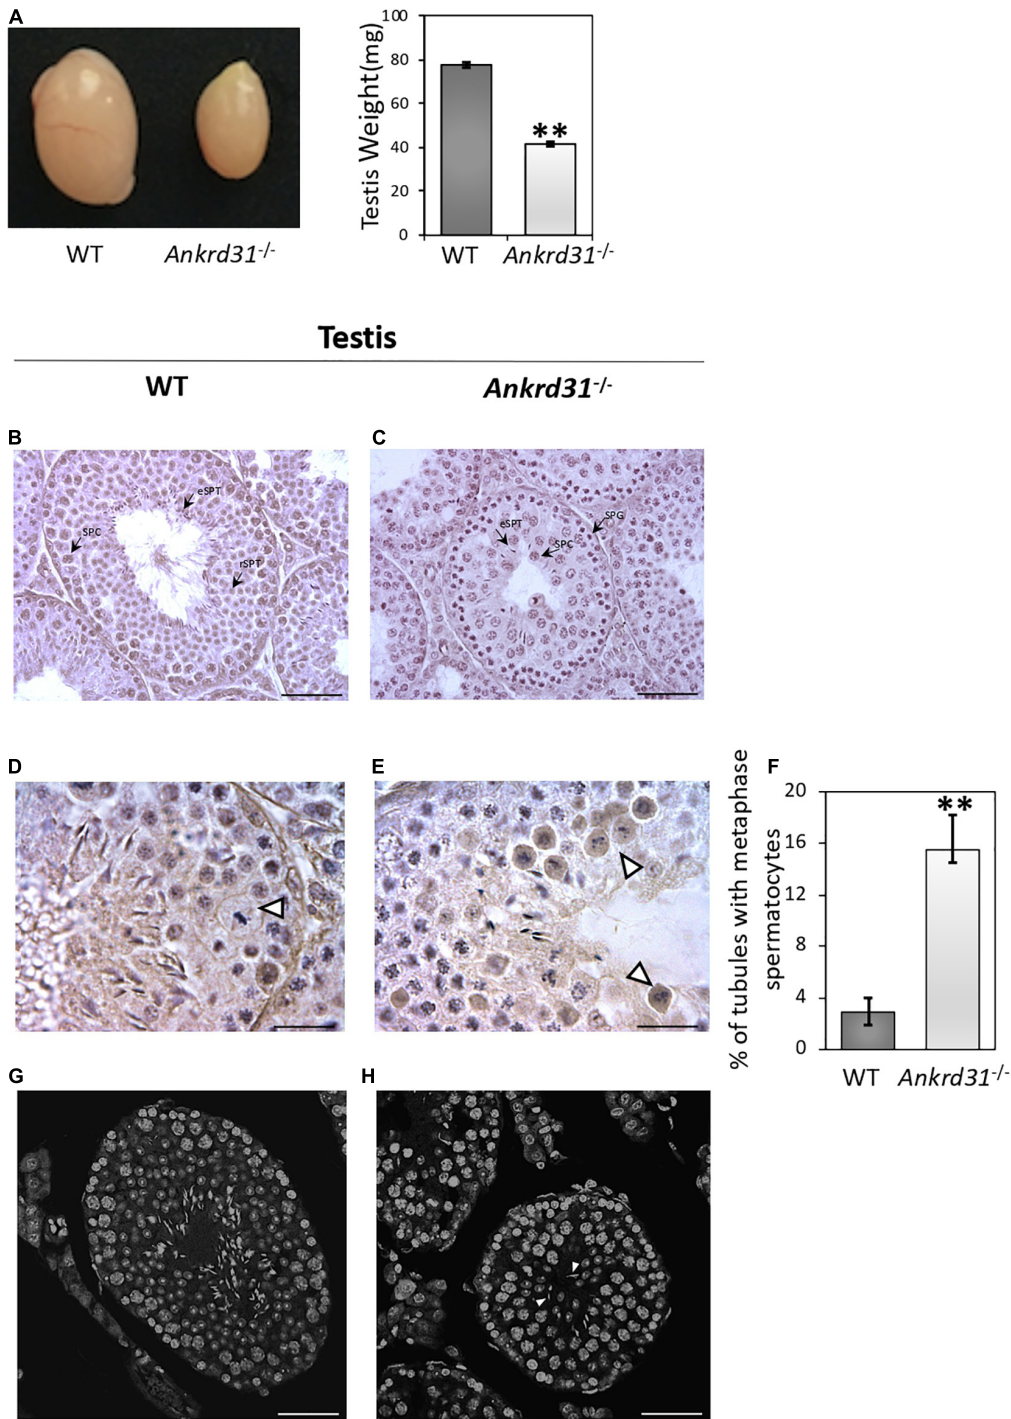 A
100
80
60
40
20
0
Testis Weight(mg)
**
WT
Ankrd31-/-
WT
Ankrd31-/-
Testis
WT
Ankrd31-/-
B
C
eSPT
SPC
rSPT
SPG
eSPT
SPC
D
E
F
% of tubules with metaphase
spermatocytes
20
16
12
8
4
0
**
WT
Ankrd31-/-
G
H